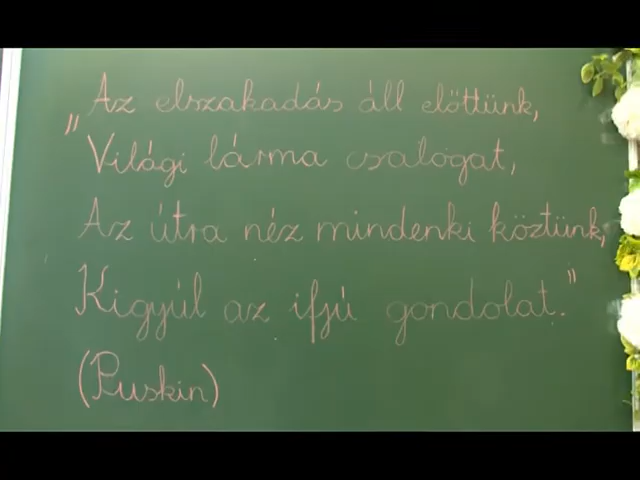 „Az elszakadás áll előttünk,
Világi lárma csalogat,
Az útra néz mindenki köztünk,
Kigyúl az ifjú gondolat."
(Puskin)